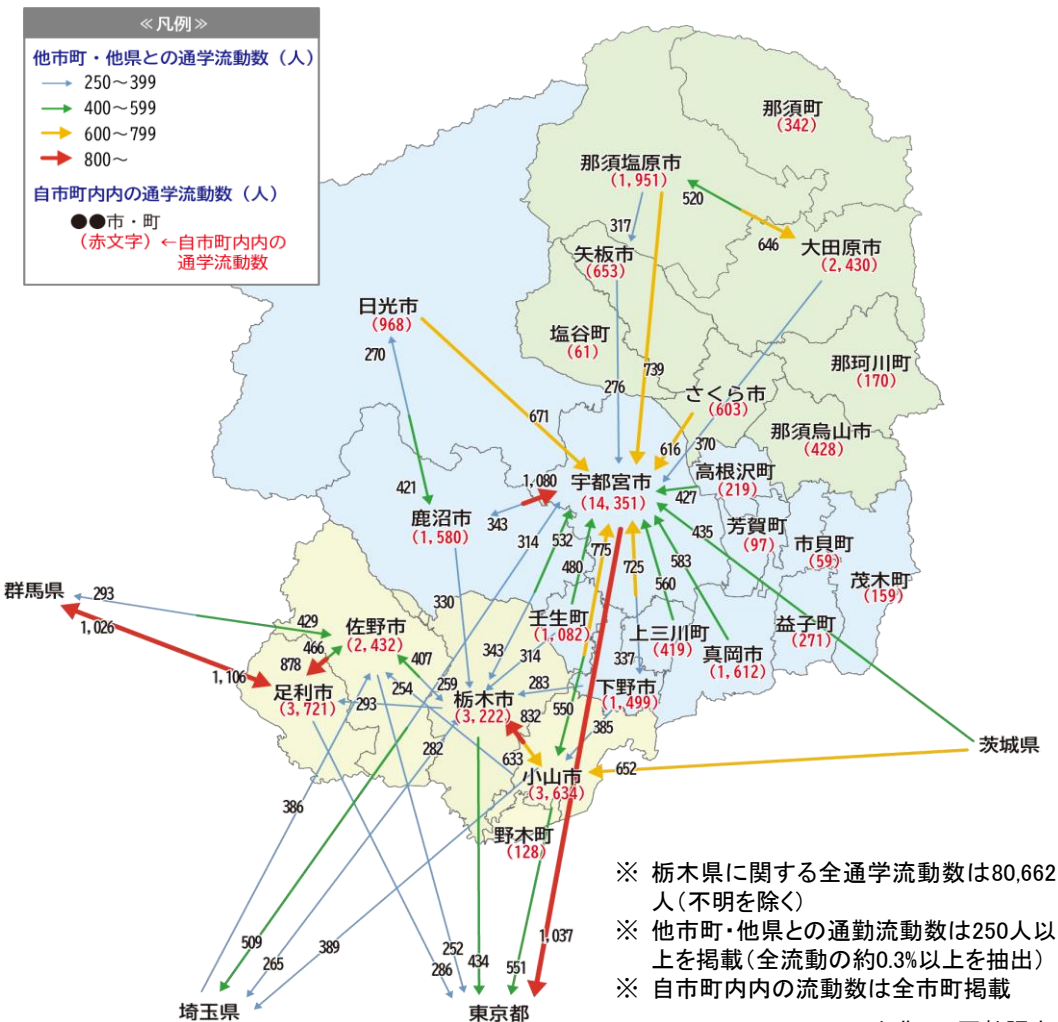 ≪凡例≫
他市町・他県との通学流動数（人）
250～399
400～599
600～799
800～
自市町内内の通学流動数（人）
●●市・町
（赤文字）←自市町内内の
通学流動数
那須町
(342)
那須塩原市
(1,951)
520
646
大田原市
(2,430)
317
矢板市
(653)
日光市
(968)
塩谷町
(61)
270
那珂川町
(170)
739
276
さくら市
(603)
671
那須烏山市
(428)
616
370
高根沢町
(219)
宇都宮市
(14,351)
1,080
427
421
343
鹿沼市
(1,580)
314
532
775
725
435
芳賀町
(97)
市貝町
(59)
583
480
560
茂木町
(159)
群馬県
293
330
429
佐野市
(2,432)
壬生町
(1,082)
上三川町
(419)
益子町
(271)
1,026
466
407
343
314
337
真岡市
(1,612)
878
1,106
足利市
(3,721)
254
259
283
下野市
(1,499)
293
栃木市
(3,222)
832
550
385
282
633
茨城県
小山市
(3,634)
652
386
野木町
(128)
※ 栃木県に関する全通学流動数は80,662
人（不明を除く）
※ 他市町・他県との通勤流動数は250人以
上を掲載（全流動の約0.3%以上を抽出）
※ 自市町内内の流動数は全市町掲載
509
389
252
434
1,037
265
286
551
埼玉県
東京都